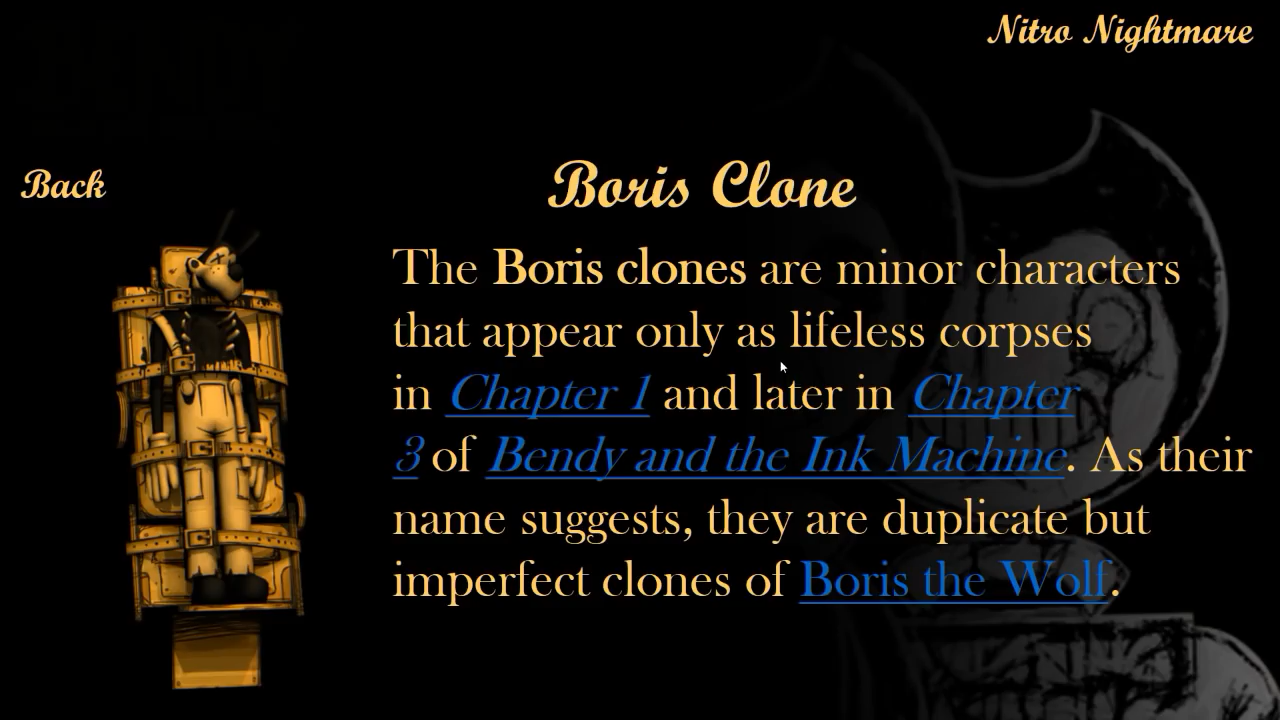 Nitro Nightmare
Back
Boris Clone
The Boris clones are minor characters
that appear only as lifeless corpses
in Chapter 1 and later in Chapter
3 of Bendy and the Ink Machine. As their
name suggests, they are duplicate but
imperfect clones of Boris the Wolf.